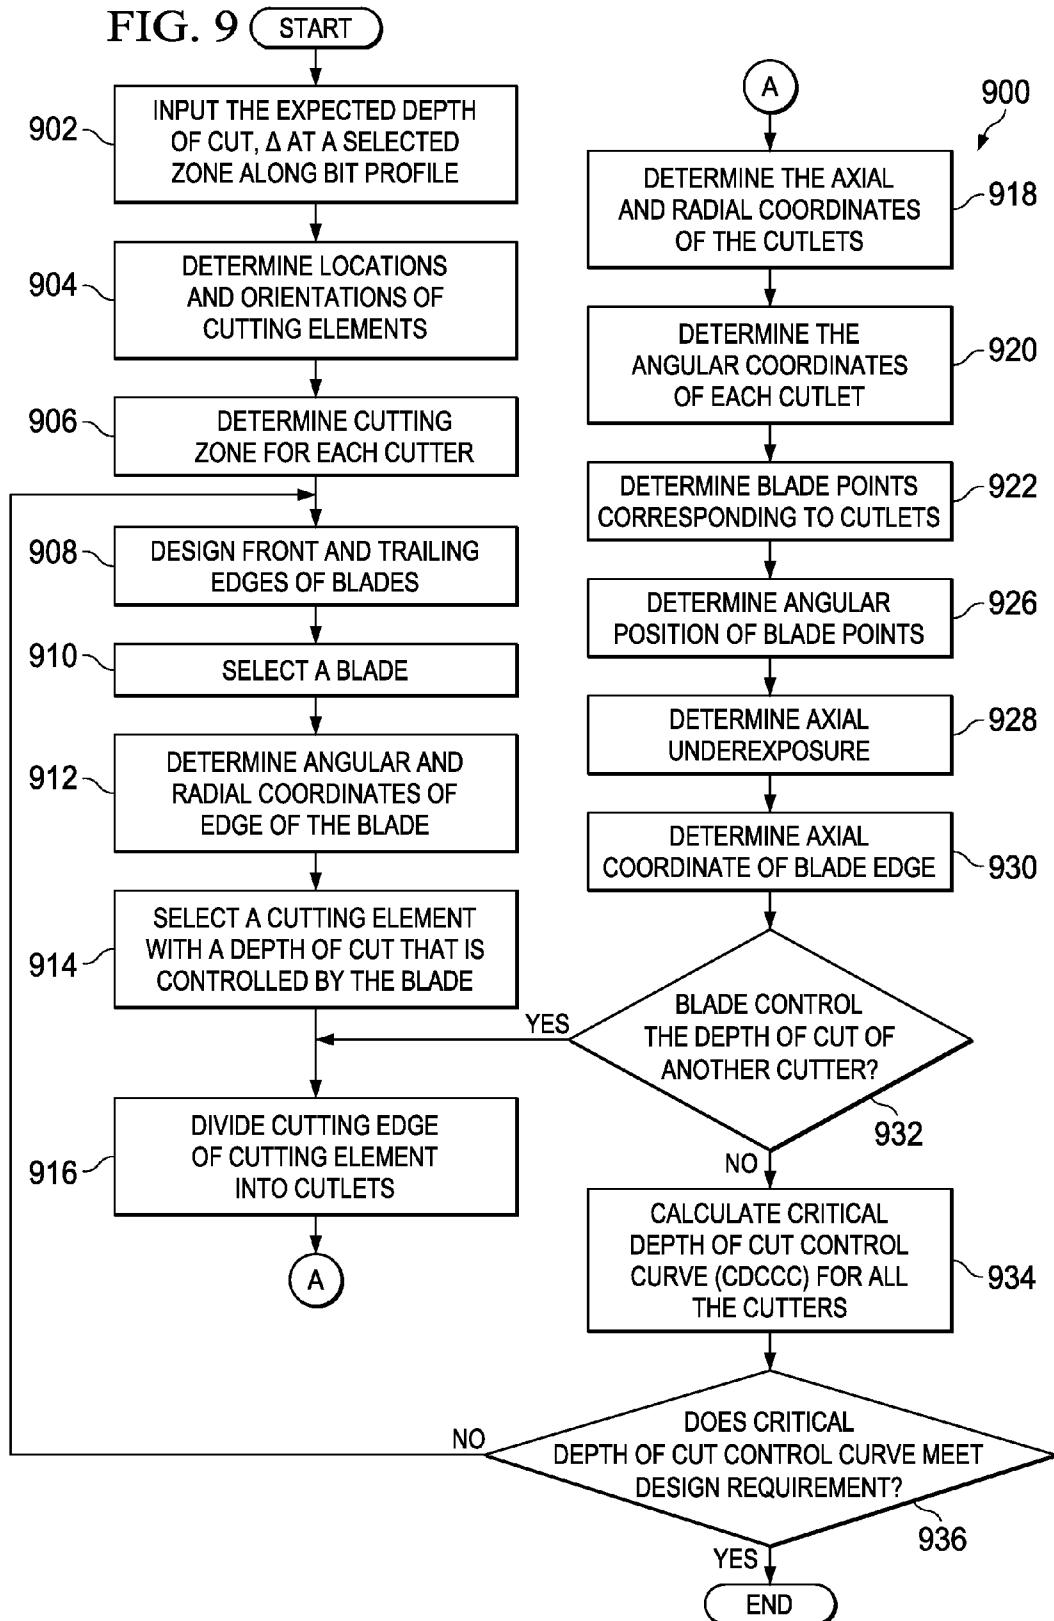 FIG. 9
START
902
INPUT THE EXPECTED DEPTH
OF CUT, Δ AT A SELECTED
ZONE ALONG BIT PROFILE
904
DETERMINE LOCATIONS
AND ORIENTATIONS OF
CUTTING ELEMENTS
906
DETERMINE CUTTING
ZONE FOR EACH CUTTER
908
DESIGN FRONT AND TRAILING
EDGES OF BLADES
910
SELECT A BLADE
912
DETERMINE ANGULAR AND
RADIAL COORDINATES OF
EDGE OF THE BLADE
914
SELECT A CUTTING ELEMENT
WITH A DEPTH OF CUT THAT IS
CONTROLLED BY THE BLADE
916
DIVIDE CUTTING EDGE
OF CUTTING ELEMENT
INTO CUTLETS
A
A
900
DETERMINE THE AXIAL
AND RADIAL COORDINATES
OF THE CUTLETS
918
DETERMINE THE
ANGULAR COORDINATES
OF EACH CUTLET
920
DETERMINE BLADE POINTS
CORRESPONDING TO CUTLETS
922
DETERMINE ANGULAR
POSITION OF BLADE POINTS
926
DETERMINE AXIAL
UNDEREXPOSURE
928
DETERMINE AXIAL
COORDINATE OF BLADE EDGE
930
BLADE CONTROL
THE DEPTH OF CUT OF
ANOTHER CUTTER?
932
YES
NO
CALCULATE CRITICAL
DEPTH OF CUT CONTROL
CURVE (CDCCC) FOR ALL
THE CUTTERS
934
DOES CRITICAL
DEPTH OF CUT CONTROL CURVE MEET
DESIGN REQUIREMENT?
936
NO
YES
END